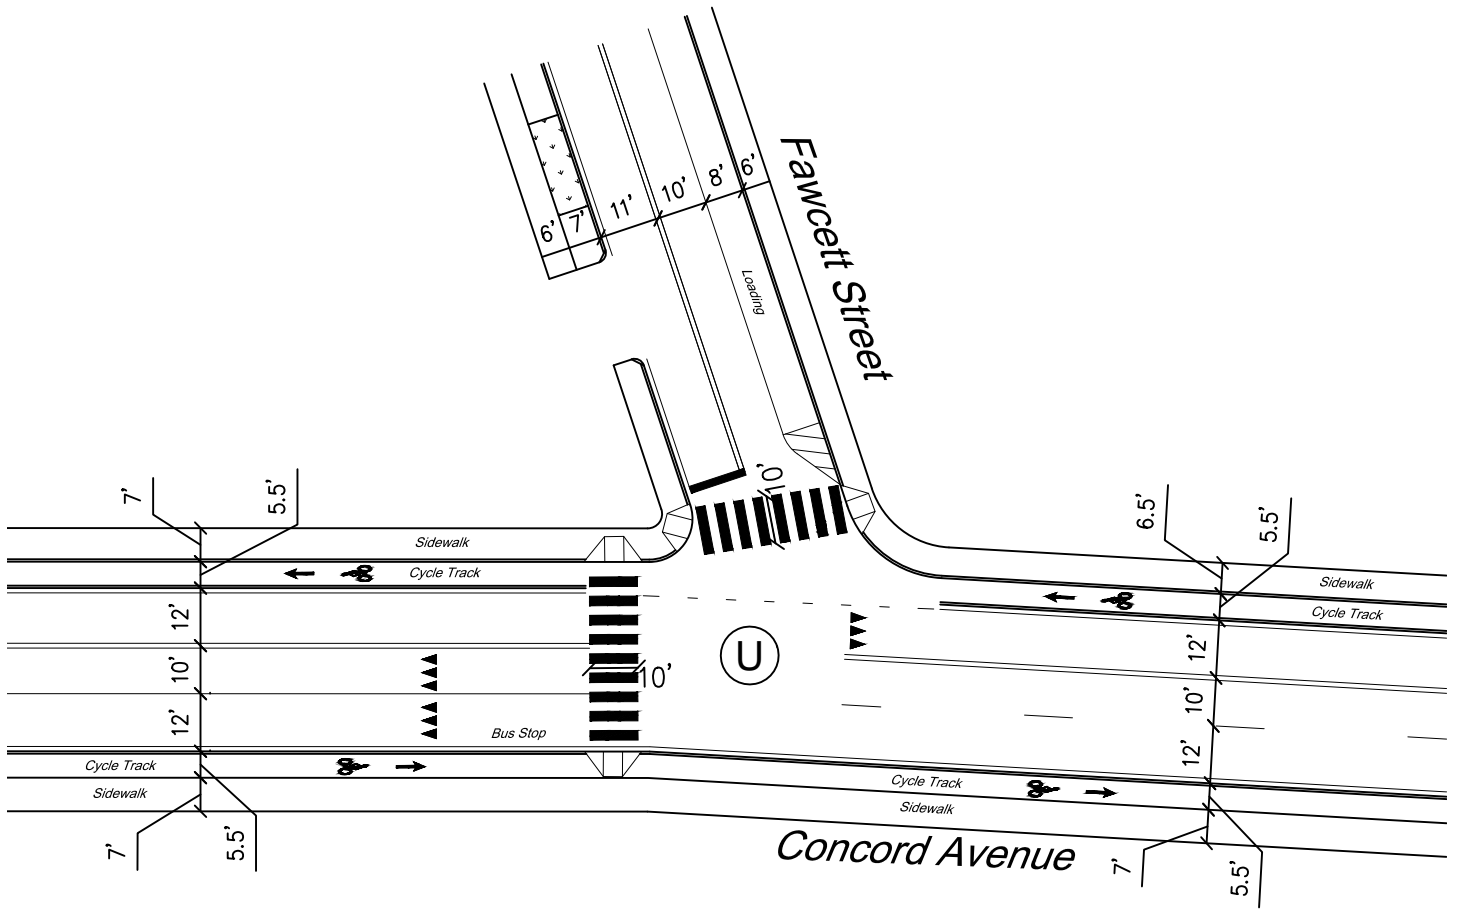 Fawcett Street
6'
7'
11'
10'
8'
6'
Loading
10'
7'
5.5'
Sidewalk
Cycle Track
12'
10'
12'
Bus Stop
Cycle Track
Sidewalk
7'
5.5'
10'
U
6.5'
5.5'
Sidewalk
Cycle Track
12'
10'
12'
Cycle Track
Sidewalk
7'
5.5'
Concord Avenue